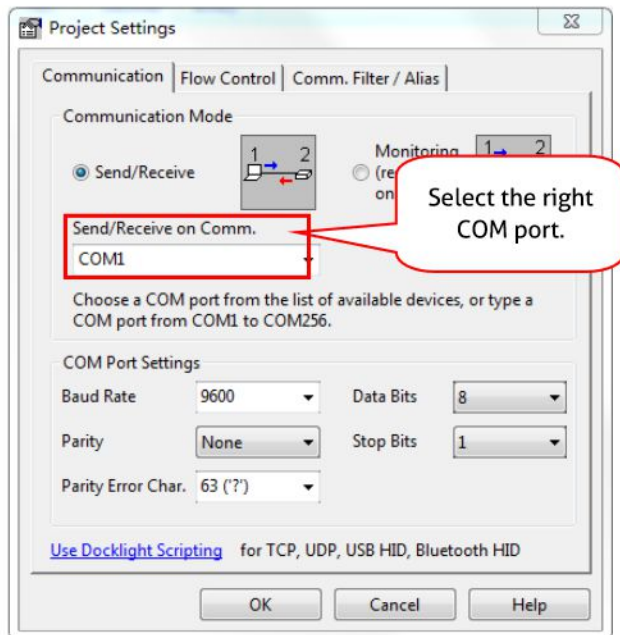 Project Settings
Communication
Flow Control
Comm. Filter / Alias
Communication Mode
Send/Receive
1 2
Monitoring
(re
on
1 2
Select the right
COM port.
Send/Receive on Comm.
COM1
Choose a COM port from the list of available devices, or type a
COM port from COM1 to COM256.
COM Port Settings
Baud Rate 9600 Data Bits 8
Parity None Stop Bits 1
Parity Error Char. 63 ('?')
Use Docklight Scripting for TCP, UDP, USB HID, Bluetooth HID
OK Cancel Help